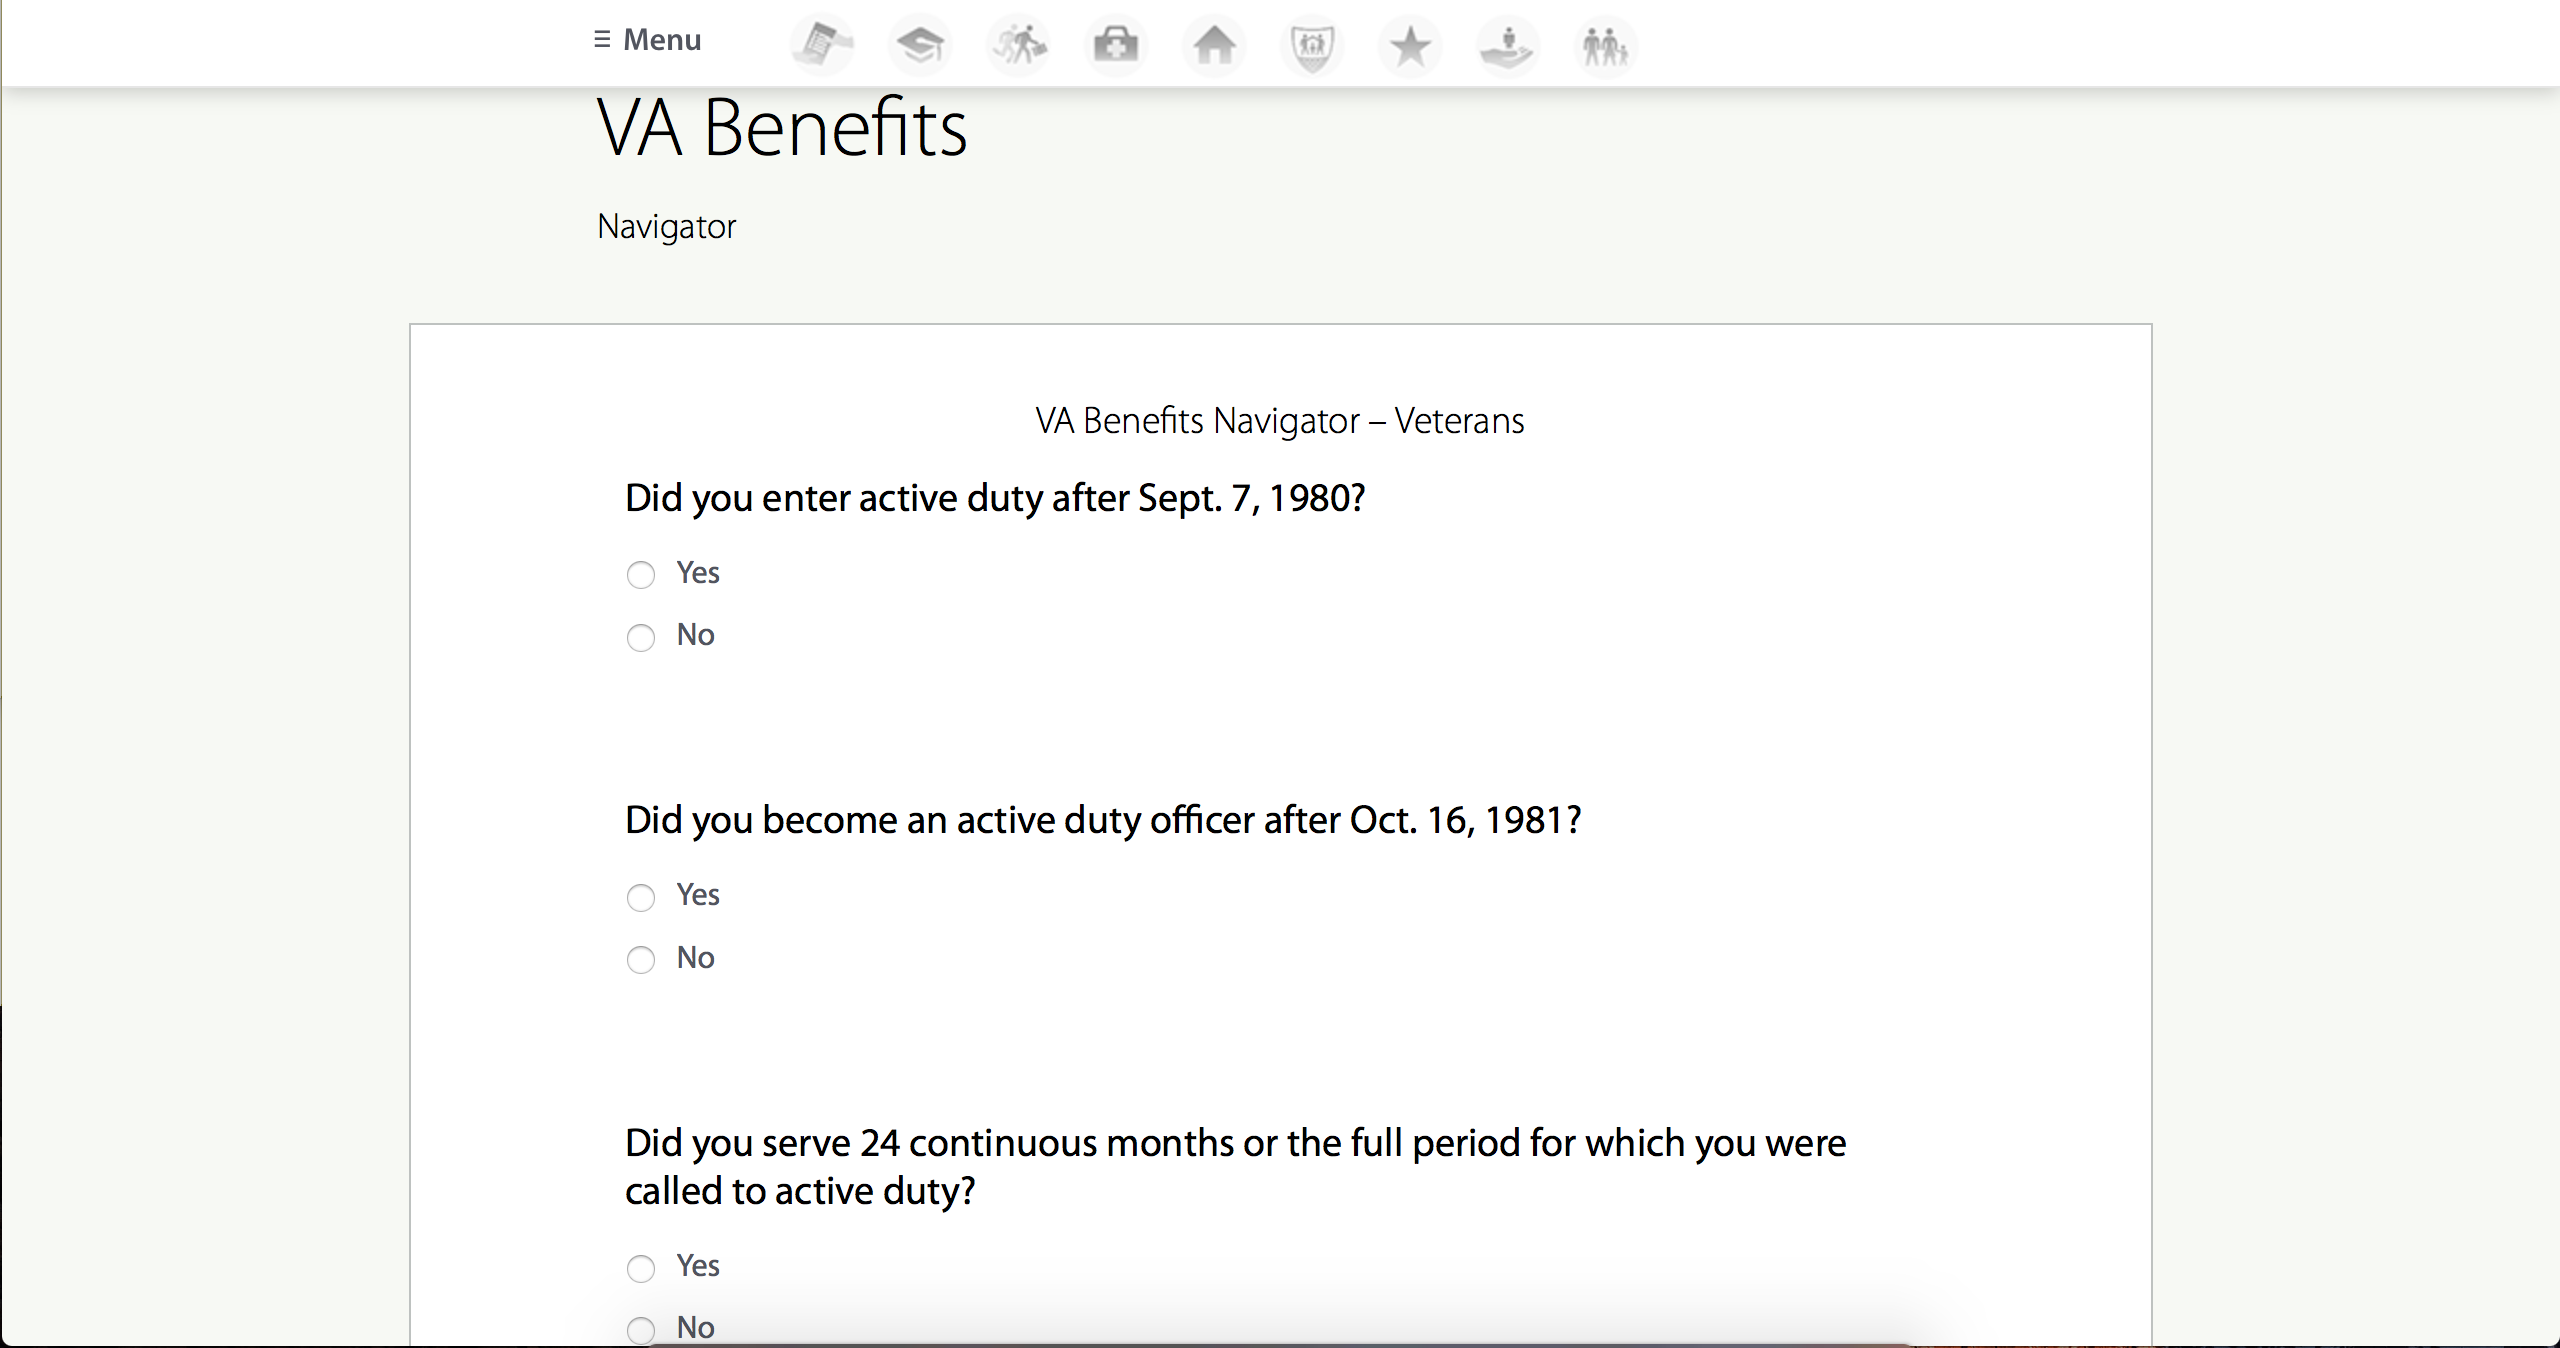 ≡ Menu
VA Benefits
Navigator
VA Benefits Navigator – Veterans
Did you enter active duty after Sept. 7, 1980?
Yes
No
Did you become an active duty officer after Oct. 16, 1981?
Yes
No
Did you serve 24 continuous months or the full period for which you were
called to active duty?
Yes
No